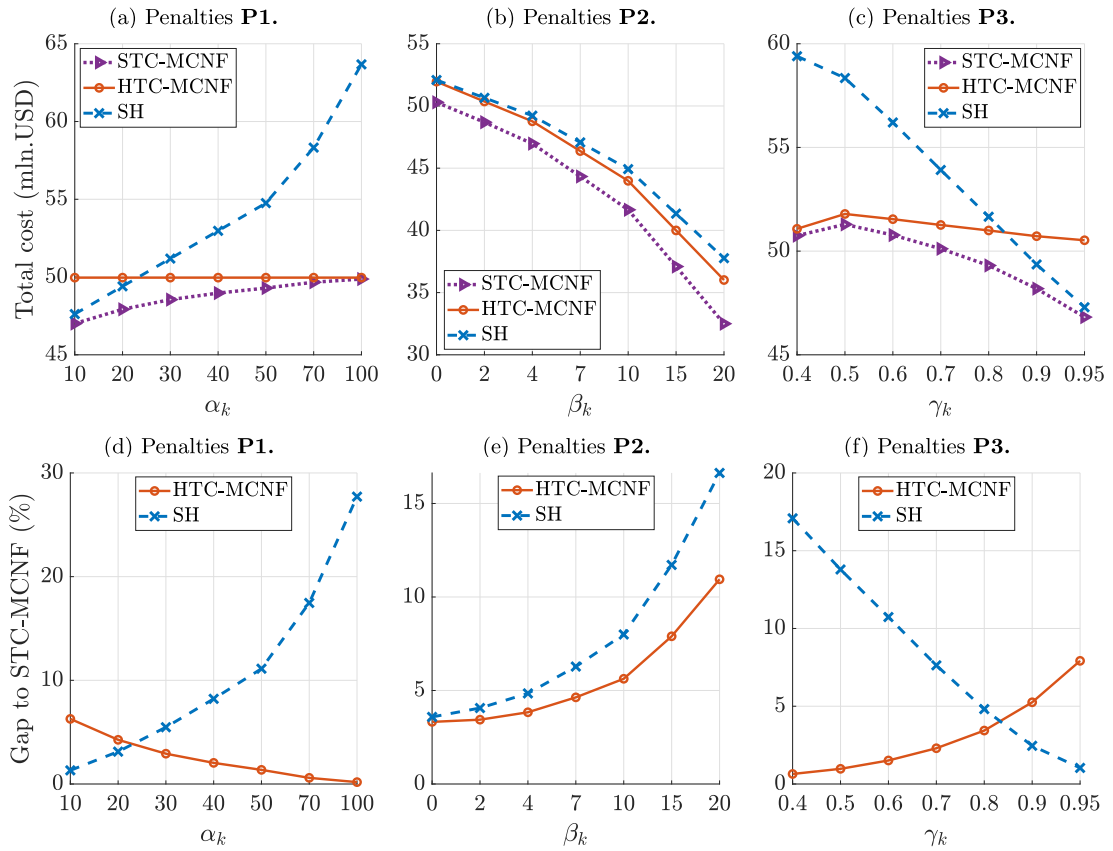 (a) Penalties P1.
(b) Penalties P2.
(c) Penalties P3.
Total cost (mln.USD)
65
60
55
50
45
STC-MCNF
HTC-MCNF
SH
10 20 30 40 50 70 100
α_k
55
50
45
40
35
30
STC-MCNF
HTC-MCNF
SH
0 2 4 7 10 15 20
β_k
60
55
50
45
STC-MCNF
HTC-MCNF
SH
0.4 0.5 0.6 0.7 0.8 0.9 0.95
γ_k
(d) Penalties P1.
(e) Penalties P2.
(f) Penalties P3.
Gap to STC-MCNF (%)
30
20
10
0
HTC-MCNF
SH
10 20 30 40 50 70 100
α_k
15
10
5
0
HTC-MCNF
SH
0 2 4 7 10 15 20
β_k
20
15
10
5
0
HTC-MCNF
SH
0.4 0.5 0.6 0.7 0.8 0.9 0.95
γ_k